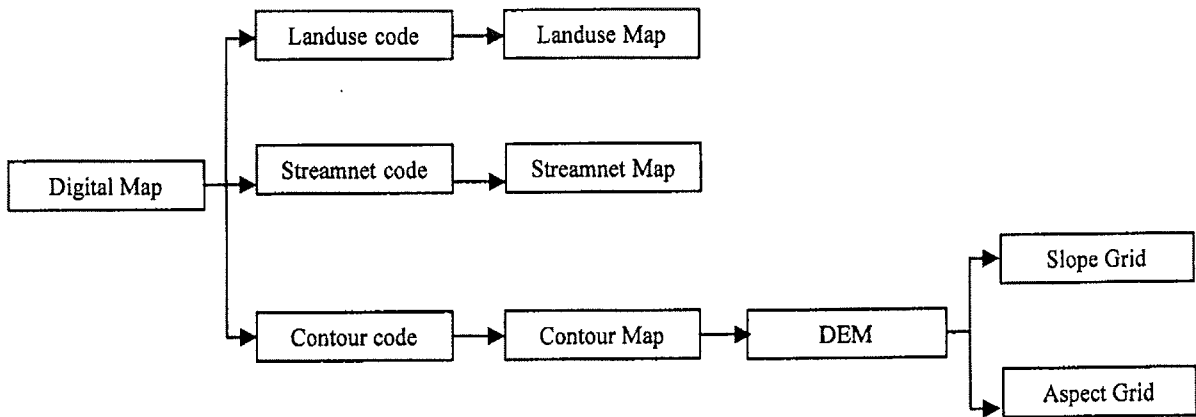 Landuse code
Landuse Map
Digital Map
Streamnet code
Streamnet Map
Contour code
Contour Map
DEM
Slope Grid
Aspect Grid